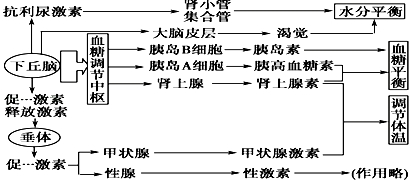 抗利尿激素 肾小管 集合管 水分平衡
大脑皮层 渴觉
下丘脑 血糖调节中枢
胰岛B细胞 胰岛素 血糖平衡
胰岛A细胞 胰高血糖素
肾上腺 肾上腺素
促…激素
释放激素
调节体温
垂体
促…激素 甲状腺 甲状腺激素
性腺 性激素 (作用略)